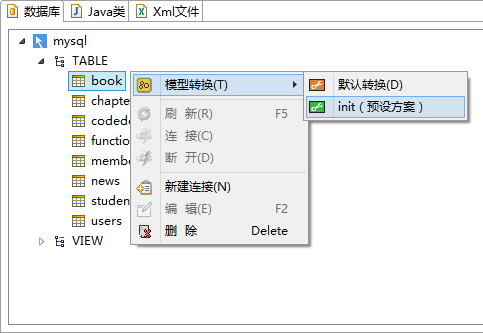 数据库 Java类 Xml文件
mysql
TABLE
book 模型转换(T) 默认转换(D)
chapte init（预设方案）
coded 刷 新(R) F5
functio 连 接(C)
memb 断 开(D)
news 新建连接(N)
studen 编 辑(E) F2
users 删 除 Delete
VIEW